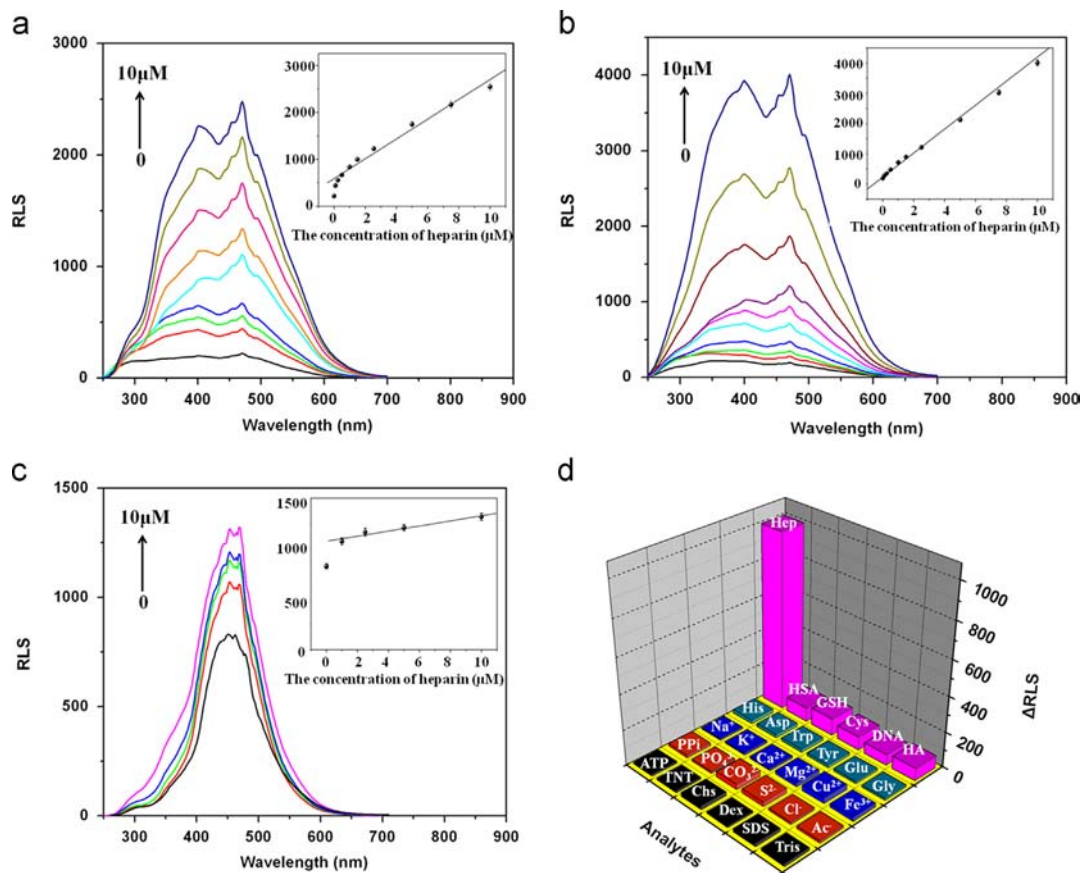 a
3000
2000
1000
0
RLS
10μM
0
300 400 500 600 700 800 900
Wavelength (nm)
3000
2500
2000
1500
1000
500
0
0 2 4 6 8 10
The concentration of heparin (μM)
b
4000
3000
2000
1000
0
RLS
10μM
0
300 400 500 600 700 800 900
Wavelength (nm)
4000
3000
2000
1000
0
0 2 4 6 8 10
The concentration of heparin (μM)
c
1500
1000
500
0
RLS
10μM
0
300 400 500 600 700 800 900
Wavelength (nm)
1500
1000
500
0
0 2 4 6 8 10
The concentration of heparin (μM)
d
Hep
HSA
GSH
Cys
DNA
HA
His
Asp
Trp
Tyr
Glu
Gly
Na⁺
K⁺
Ca²⁺
Mg²⁺
Cu²⁺
Fe³⁺
PPi
CO₃²⁻
S²⁻
Cl⁻
Ac⁻
ATP
TNT
Chs
Dex
SDS
Tris
1000
800
600
400
200
0
ΔRLS
Analytes